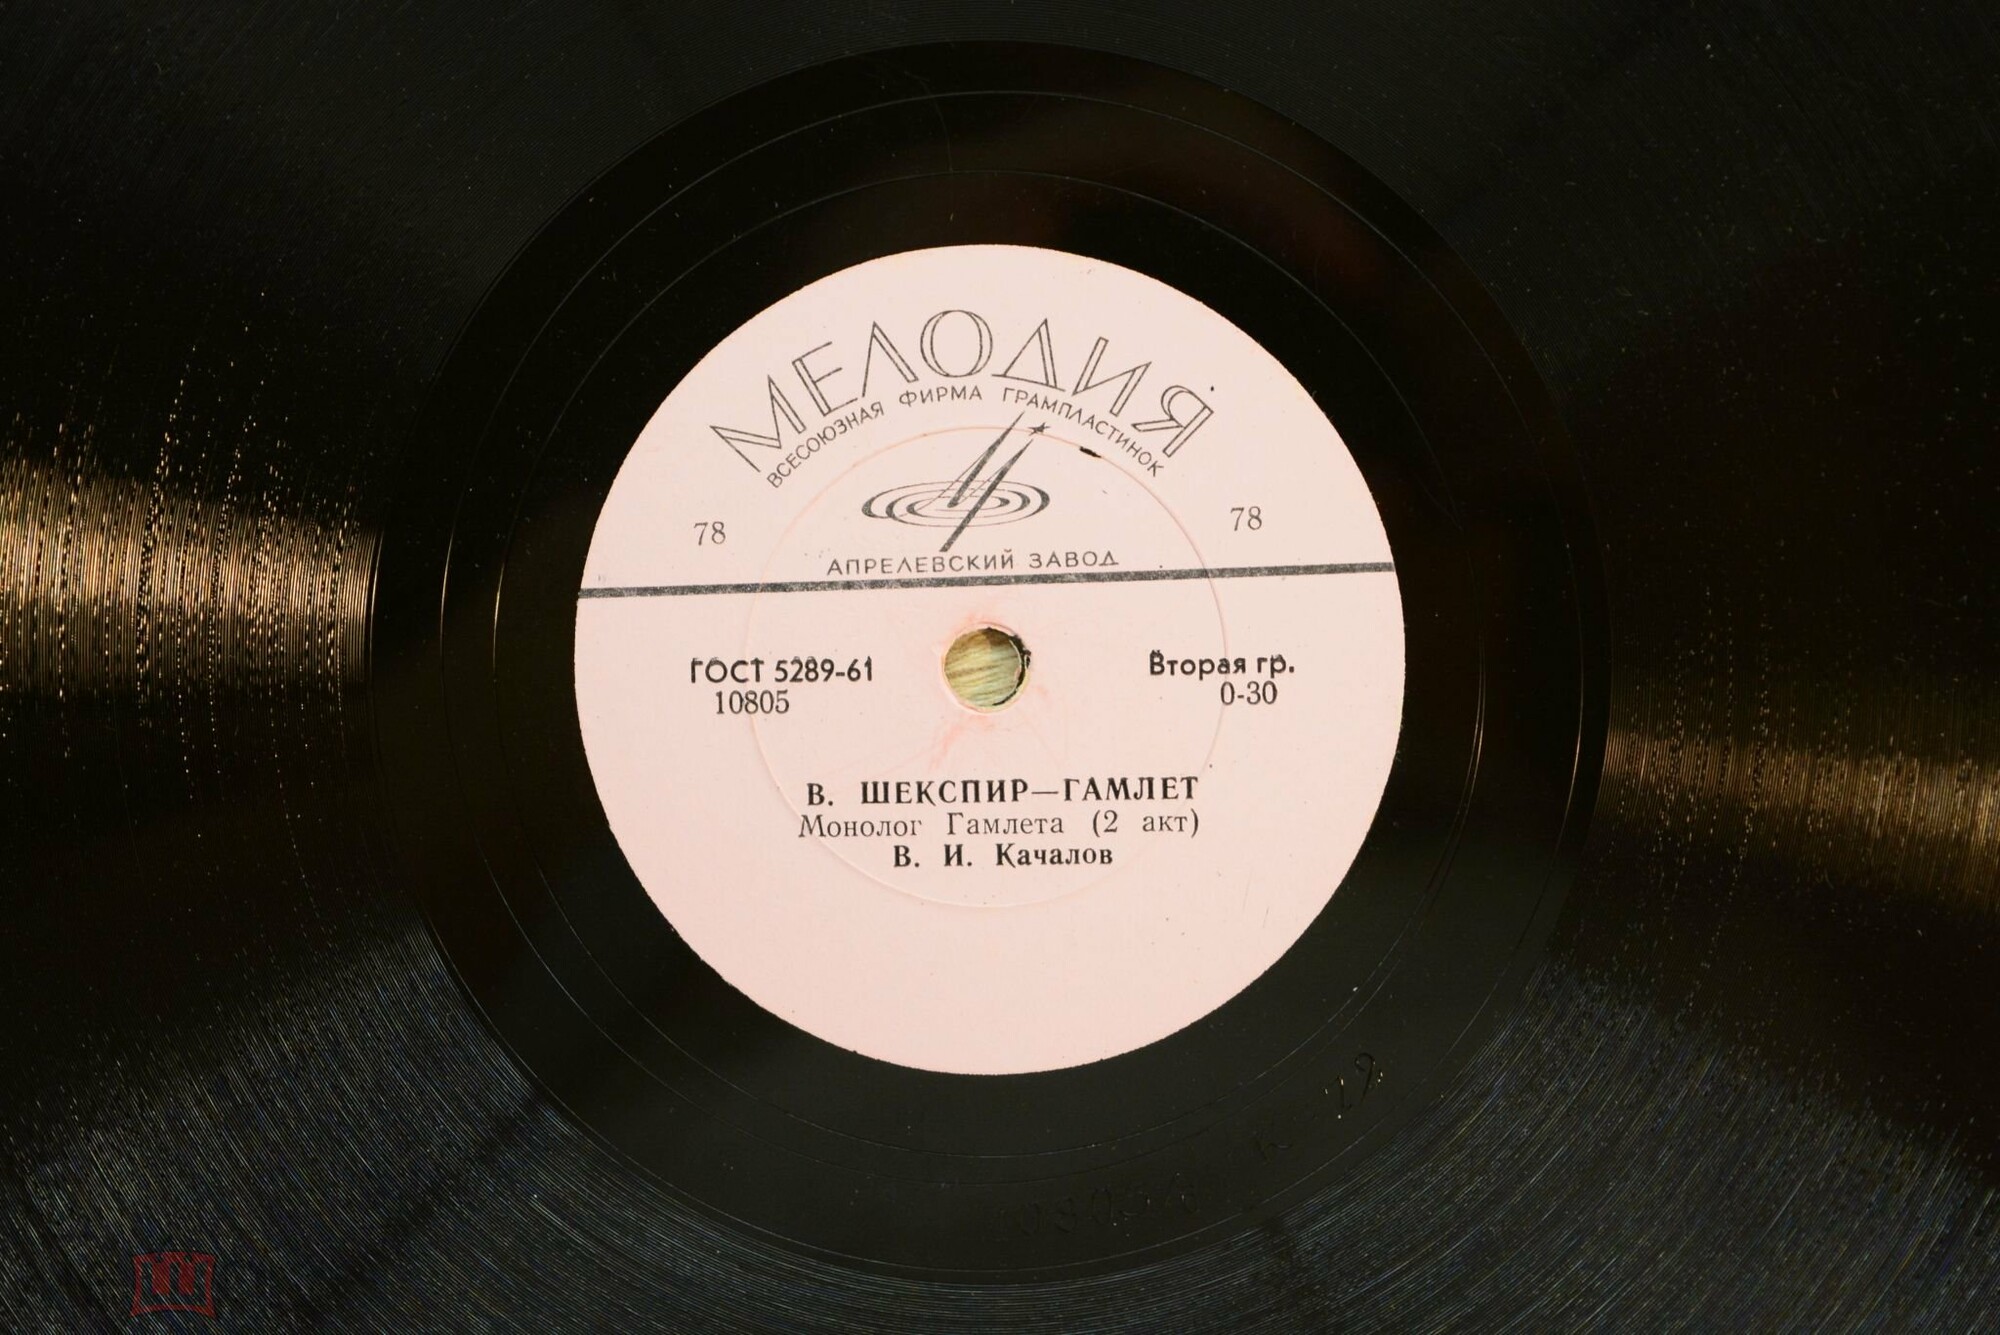 МЕЛОДИЯ
ВСЕСОЮЗНАЯ ФИРМА ГРАМПЛАСТИНОК
78 78
АПРЕЛЕВСКИЙ ЗАВОД
ГОСТ 5289-61 Вторая гр.
10805 0-30
В. ШЕКСПИР—ГАМЛЕТ
Монолог Гамлета (2 акт)
В. И. Качалов